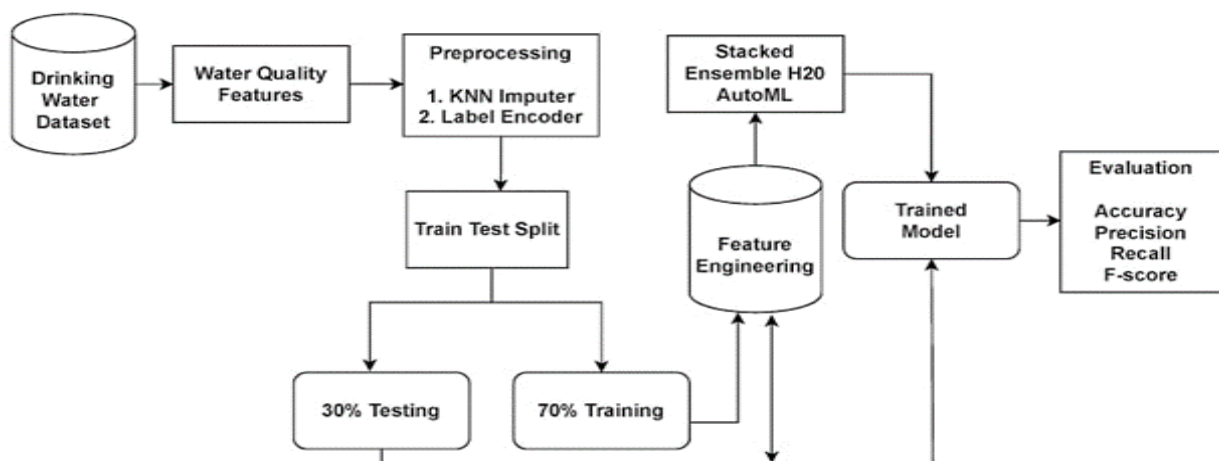 Drinking
Water
Dataset
Water Quality
Features
Preprocessing
1. KNN Imputer
2. Label Encoder
Train Test Split
30% Testing
70% Training
Feature
Engineering
Stacked
Ensemble H20
AutoML
Trained
Model
Evaluation
Accuracy
Precision
Recall
F-score